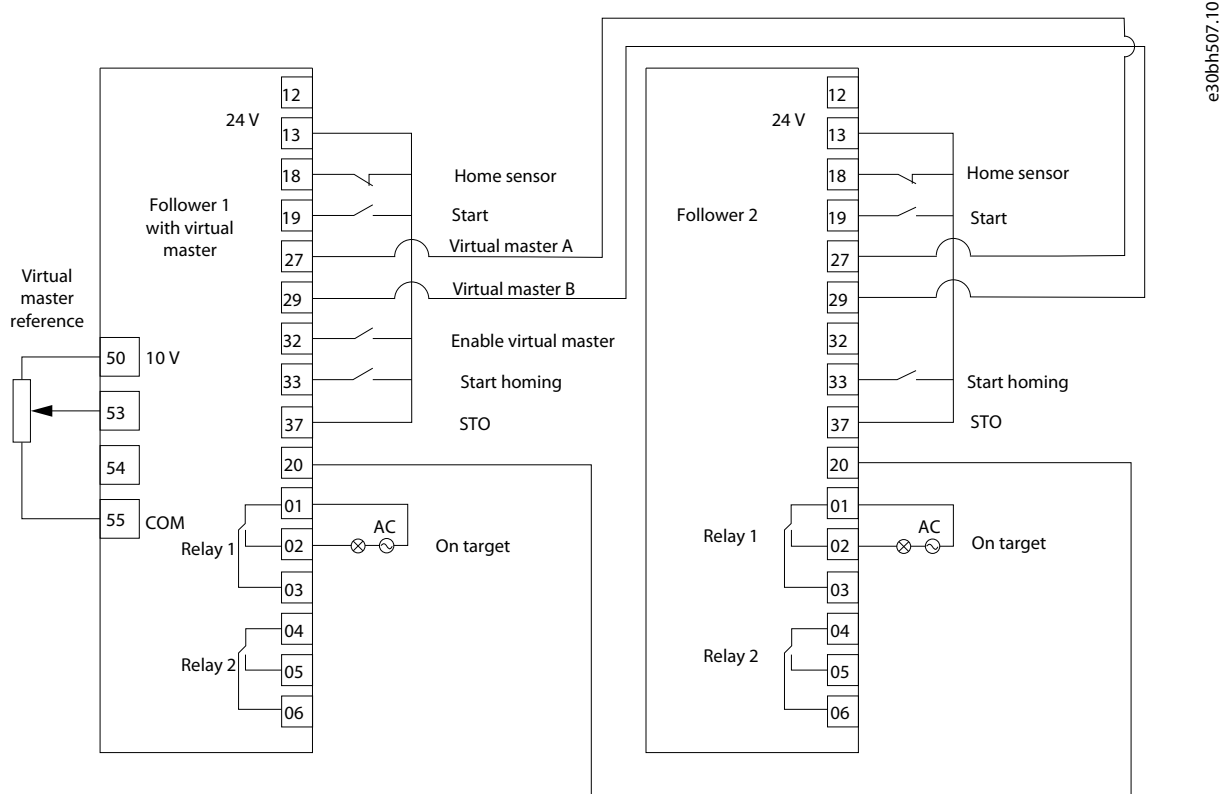 e30bh507.10
Virtual
master
reference
50
10 V
53
54
55
COM
Follower 1
with virtual
master
24 V
12
13
18
Home sensor
19
Start
27
Virtual master A
29
Virtual master B
32
Enable virtual master
33
Start homing
37
STO
20
Relay 1
01
02
03
AC
On target
Relay 2
04
05
06
Follower 2
24 V
12
13
18
Home sensor
19
Start
27
29
32
33
Start homing
37
STO
20
Relay 1
01
02
03
AC
On target
Relay 2
04
05
06